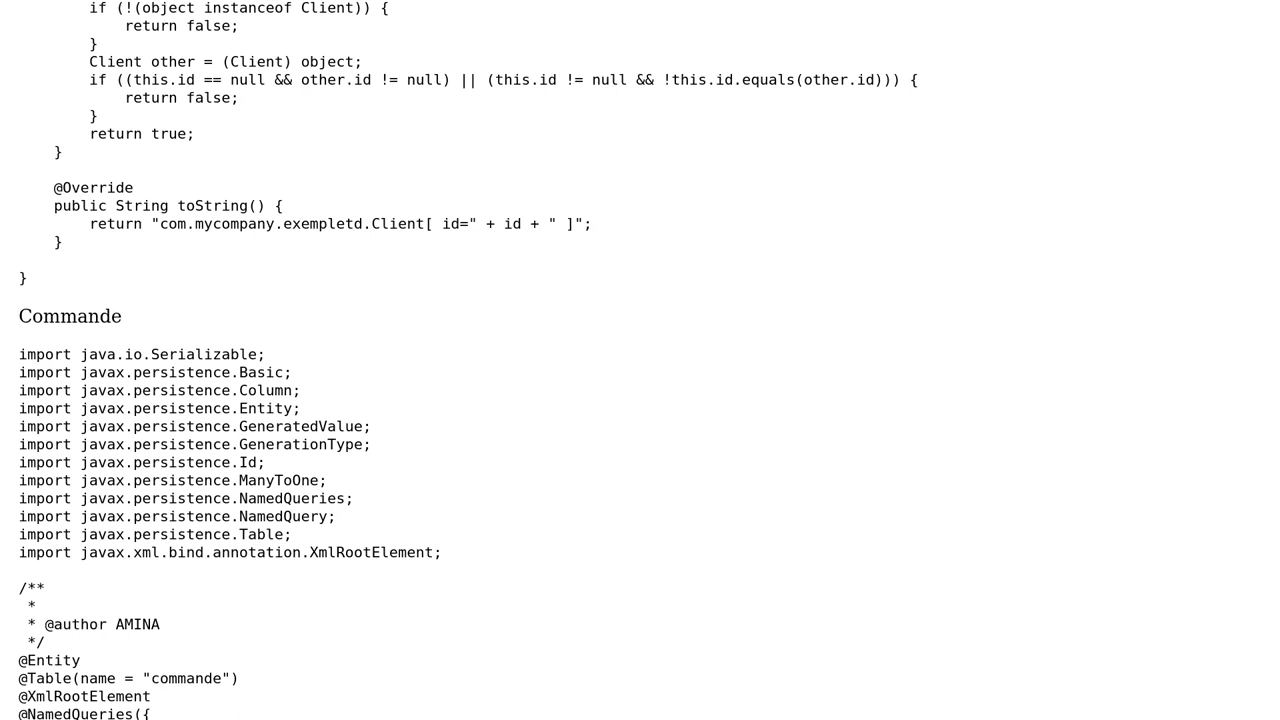 if (!(object instanceof Client)) {
return false;
}
Client other = (Client) object;
if ((this.id == null && other.id != null) || (this.id != null && !this.id.equals(other.id))) {
return false;
}
return true;
}
@Override
public String toString() {
return "com.mycompany.exempletd.Client[ id=" + id + " ]";
}
}
Commande
import java.io.Serializable;
import javax.persistence.Basic;
import javax.persistence.Column;
import javax.persistence.Entity;
import javax.persistence.GeneratedValue;
import javax.persistence.GenerationType;
import javax.persistence.Id;
import javax.persistence.ManyToOne;
import javax.persistence.NamedQueries;
import javax.persistence.NamedQuery;
import javax.persistence.Table;
import javax.xml.bind.annotation.XmlRootElement;
/**
*
* @author AMINA
*/
@Entity
@Table(name = "commande")
@XmlRootElement
@NamedQueries({